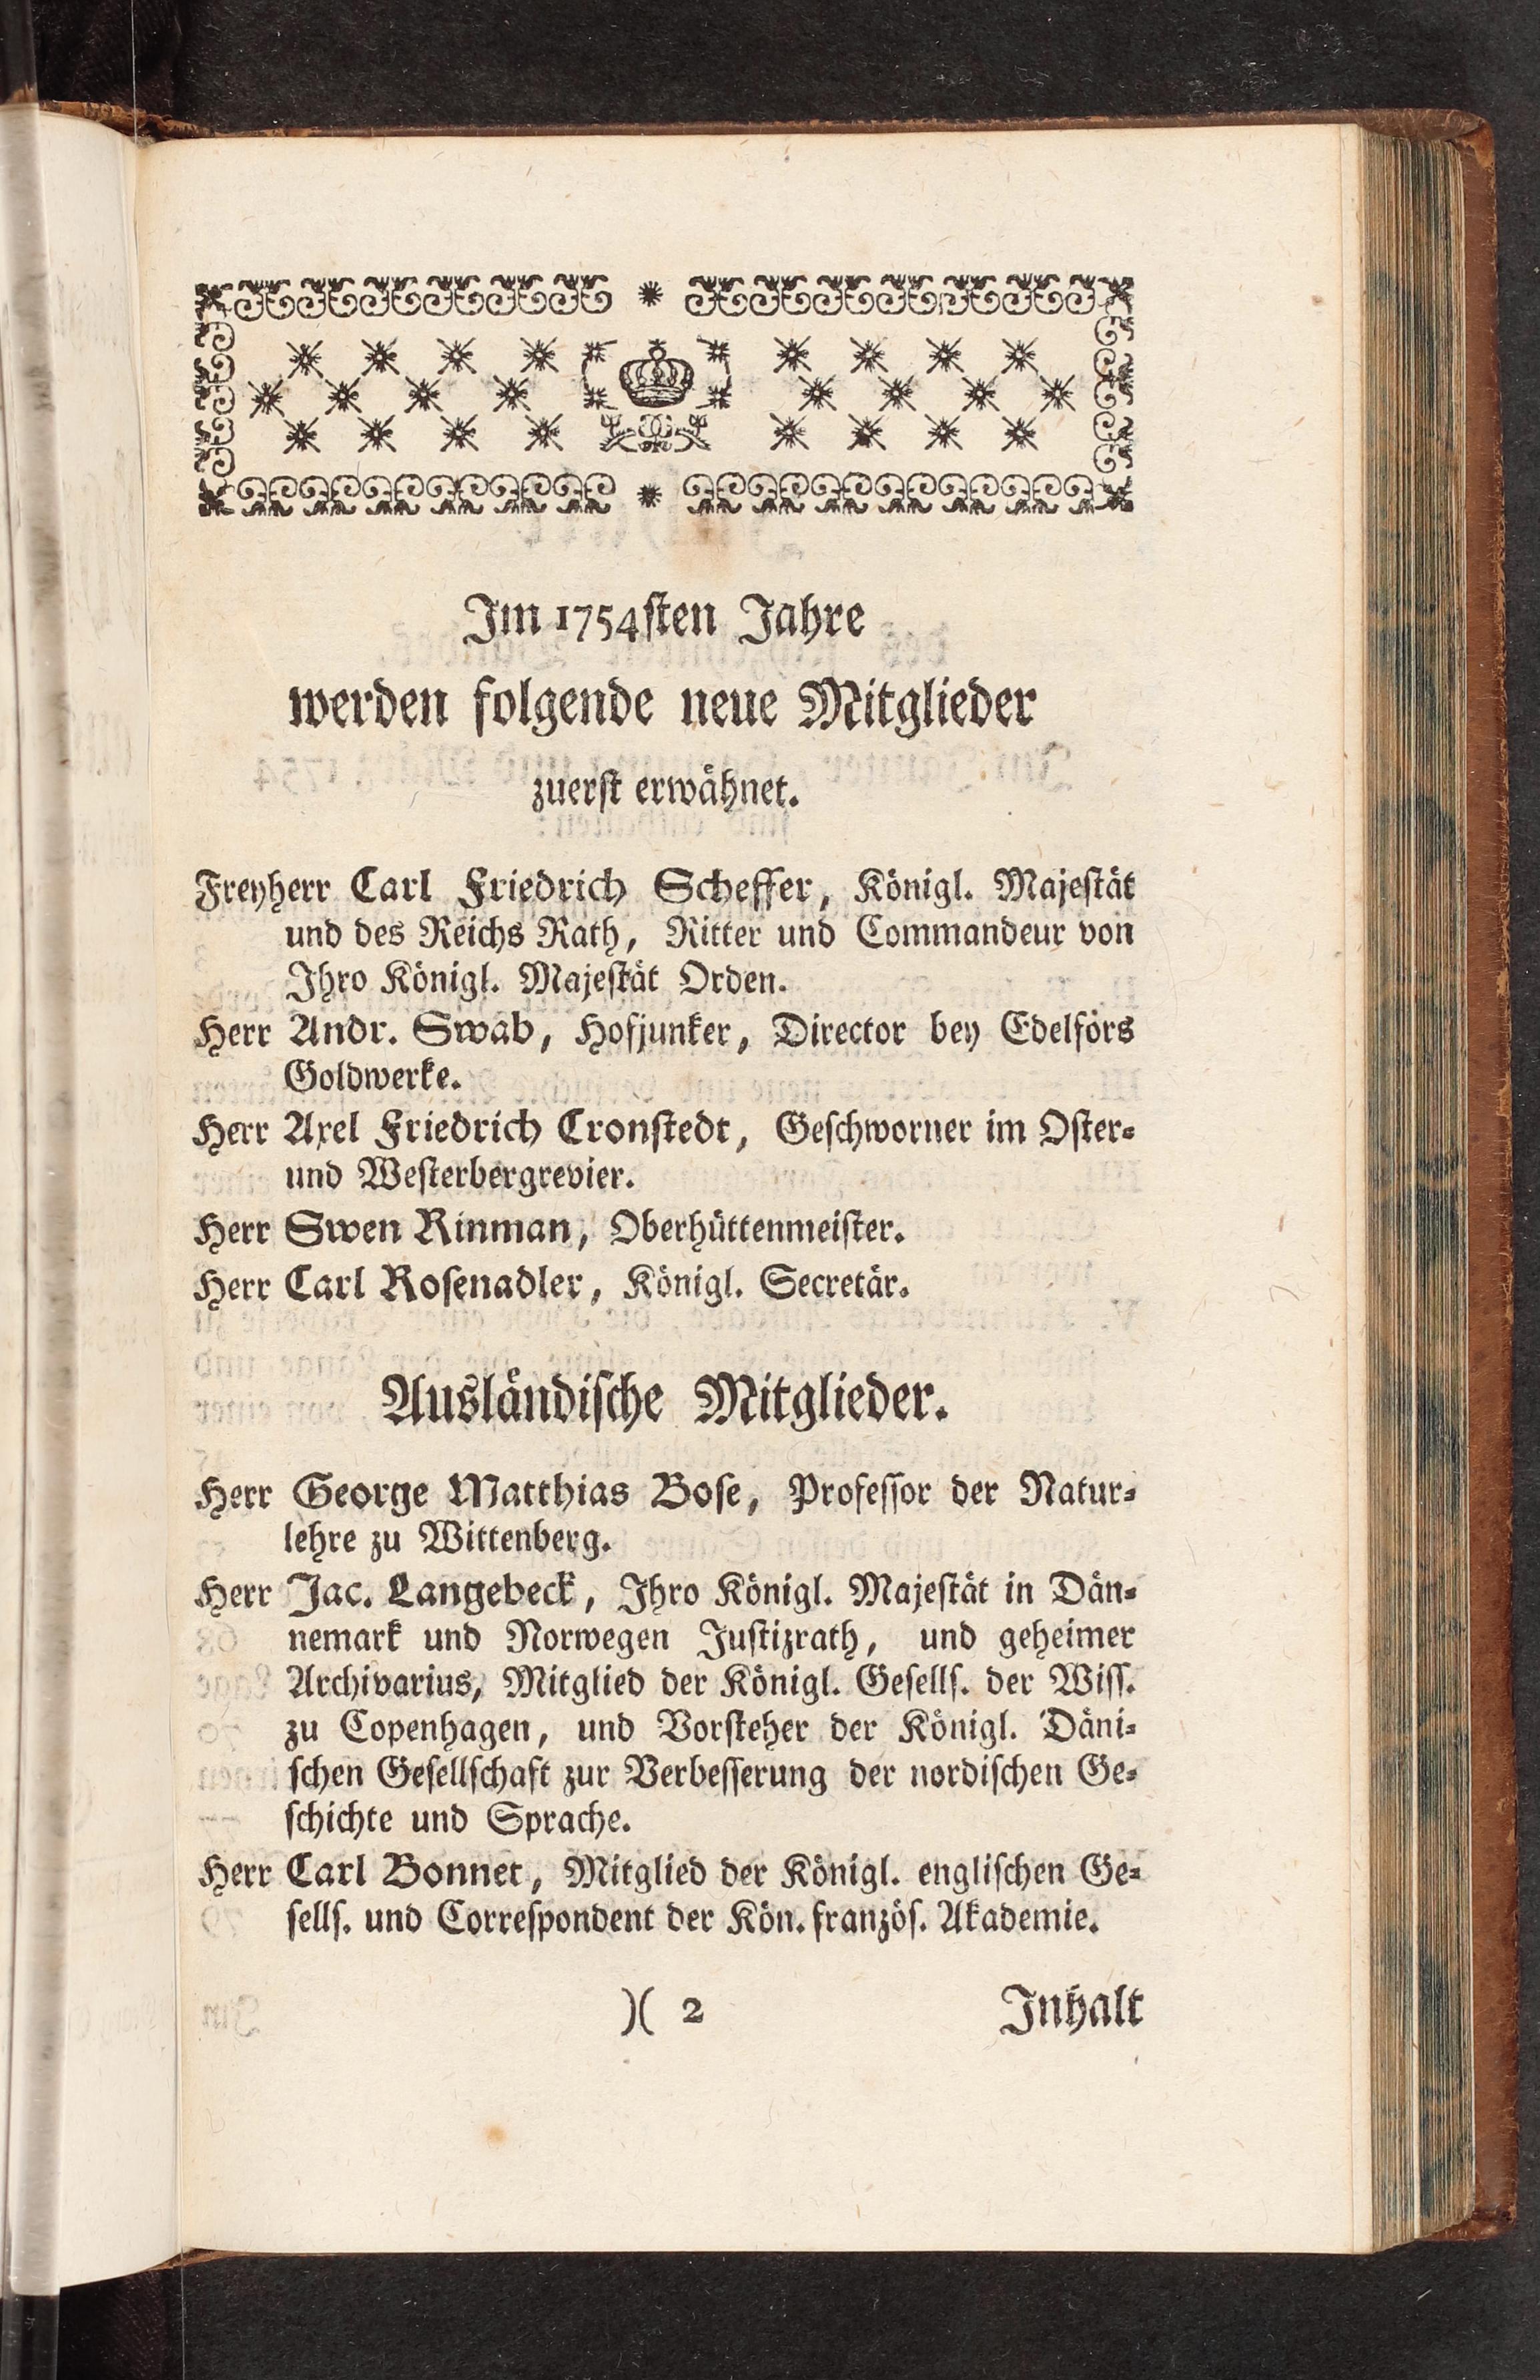 Im 1754ſten Jahre
werden folgende neue Mitglieder
zuerſt erwåhnet.
Freyherr Carl Friedrich Scheffer, Königl. Majeſtät
und des Reichs Rath, Ritter und Commandeur von
Ihro Königl. Majeſtät Orden.
Herr Andr. Swab, Hofjunker, Director bey Edelförs
Goldwerke.
Herr Axel Friedrich Cronſtedt, Geſchworner im Oſter-
und Weſterbergrevier.
Herr Swen Rinman, Oberhüttenmeiſter.
Herr Carl Roſenadler, Königl. Secretär.
Auslåndiſche Mitglieder.
Herr George Matthias Boſe, Profeſſor der Natur-
lehre zu Wittenberg.
Herr Jac. Langebeck, Ihro Königl. Majeſtät in Dän-
nemark und Norwegen Juſtizrath, und geheimer
Archivarius, Mitglied der Königl. Geſellſ. der Wiſſ.
zu Copenhagen, und Vorſteher der Königl. Däni-
ſchen Geſellſchaft zur Verbeſſerung der nordiſchen Ge-
ſchichte und Sprache.
Herr Carl Bonnet, Mitglied der Königl. engliſchen Ge-
ſellſ. und Correſpondent der Kön. franzöſ. Akademie.
)( 2 Inhalt